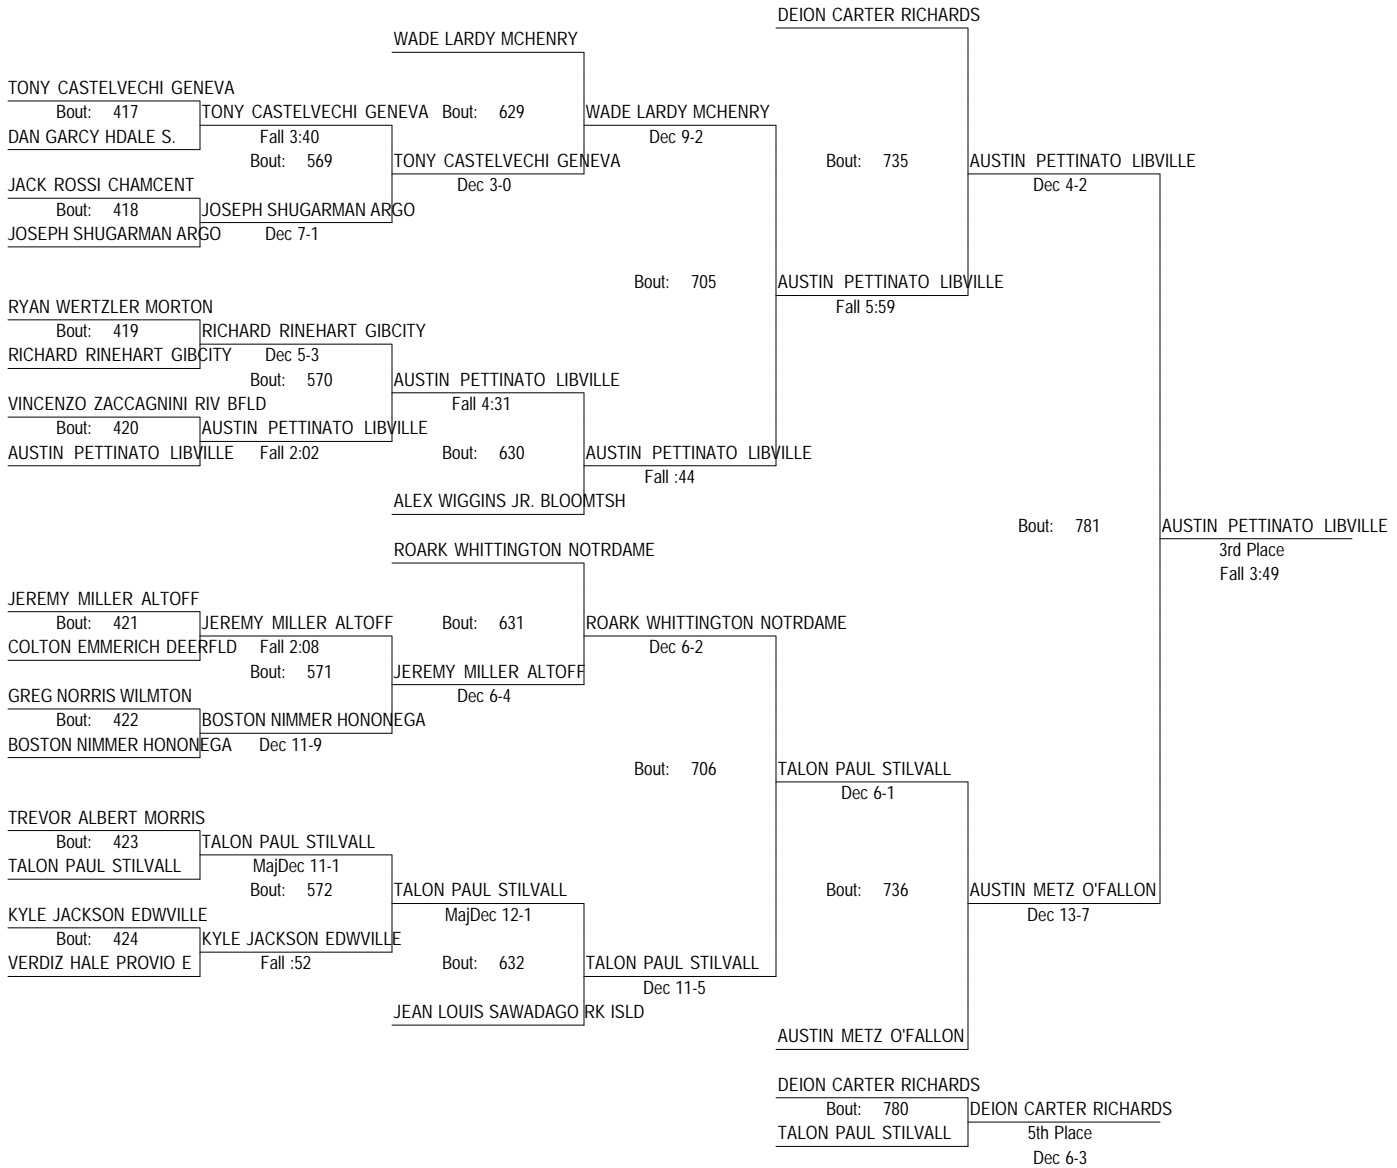 DEION CARTER RICHARDS
WADE LARDY MCHENRY
TONY CASTELVECHI GENEVA
Bout: 417 TONY CASTELVECHI GENEVA Bout: 629 WADE LARDY MCHENRY
DAN GARCY HDALE S. Fall 3:40 Dec 9-2
Bout: 569 TONY CASTELVECHI GENEVA Bout: 735 AUSTIN PETTINATO LIBVILLE
JACK ROSSI CHAMCENT Dec 3-0 Dec 4-2
Bout: 418 JOSEPH SHUGARMAN ARGO
JOSEPH SHUGARMAN ARGO Dec 7-1
Bout: 705 AUSTIN PETTINATO LIBVILLE
RYAN WERTZLER MORTON Fall 5:59
Bout: 419 RICHARD RINEHART GIBCITY
RICHARD RINEHART GIBCITY Dec 5-3
Bout: 570 AUSTIN PETTINATO LIBVILLE
VINCENZO ZACCAGNINI RIV BFLD Fall 4:31
Bout: 420 AUSTIN PETTINATO LIBVILLE
AUSTIN PETTINATO LIBVILLE Fall 2:02 Bout: 630 AUSTIN PETTINATO LIBVILLE
Fall :44
ALEX WIGGINS JR. BLOOMTSH
Bout: 781 AUSTIN PETTINATO LIBVILLE
ROARK WHITTINGTON NOTRDAME 3rd Place
Fall 3:49
JEREMY MILLER ALTOFF
Bout: 421 JEREMY MILLER ALTOFF Bout: 631 ROARK WHITTINGTON NOTRDAME
COLTON EMMERICH DEERFLD Fall 2:08 Dec 6-2
Bout: 571 JEREMY MILLER ALTOFF
GREG NORRIS WILMTON Dec 6-4
Bout: 422 BOSTON NIMMER HONONEGA
BOSTON NIMMER HONONEGA Dec 11-9
Bout: 706 TALON PAUL STILVALL
Dec 6-1
TREVOR ALBERT MORRIS
Bout: 423 TALON PAUL STILVALL
TALON PAUL STILVALL MajDec 11-1
Bout: 572 TALON PAUL STILVALL Bout: 736 AUSTIN METZ O'FALLON
KYLE JACKSON EDWVILLE MajDec 12-1 Dec 13-7
Bout: 424 KYLE JACKSON EDWVILLE
VERDIZ HALE PROVIO E Fall :52 Bout: 632 TALON PAUL STILVALL
Dec 11-5
JEAN LOUIS SAWADAGO RK ISLD
AUSTIN METZ O'FALLON
DEION CARTER RICHARDS
Bout: 780 DEION CARTER RICHARDS
TALON PAUL STILVALL 5th Place
Dec 6-3